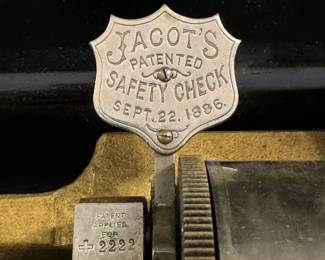 JACOT'S
PATENTED
SAFETY CHECK
SEPT. 22. 1886.
PATENT
APPLIED
FOR
+ 2222